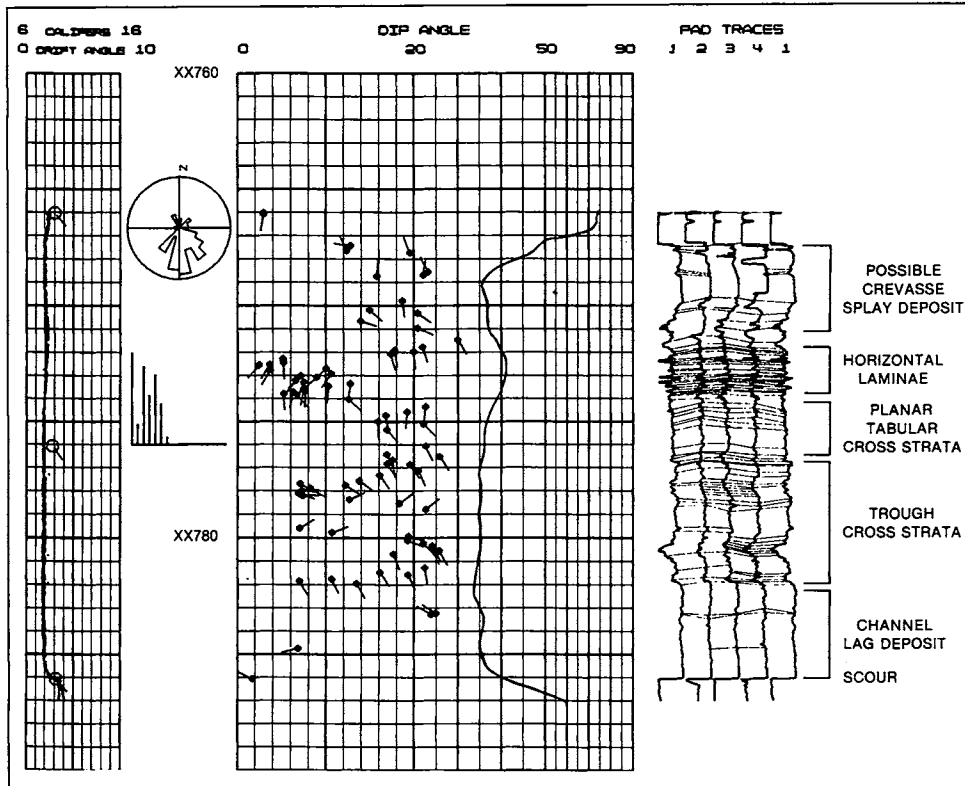 6 CALIPERS 16
0 DRIFT ANGLE 10
DIP ANGLE
0 20 50 90
PAD TRACES
1 2 3 4 1
XX760
N
XX780
POSSIBLE
CREVASSE
SPLAY DEPOSIT
HORIZONTAL
LAMINAE
PLANAR
TABULAR
CROSS STRATA
TROUGH
CROSS STRATA
CHANNEL
LAG DEPOSIT
SCOUR